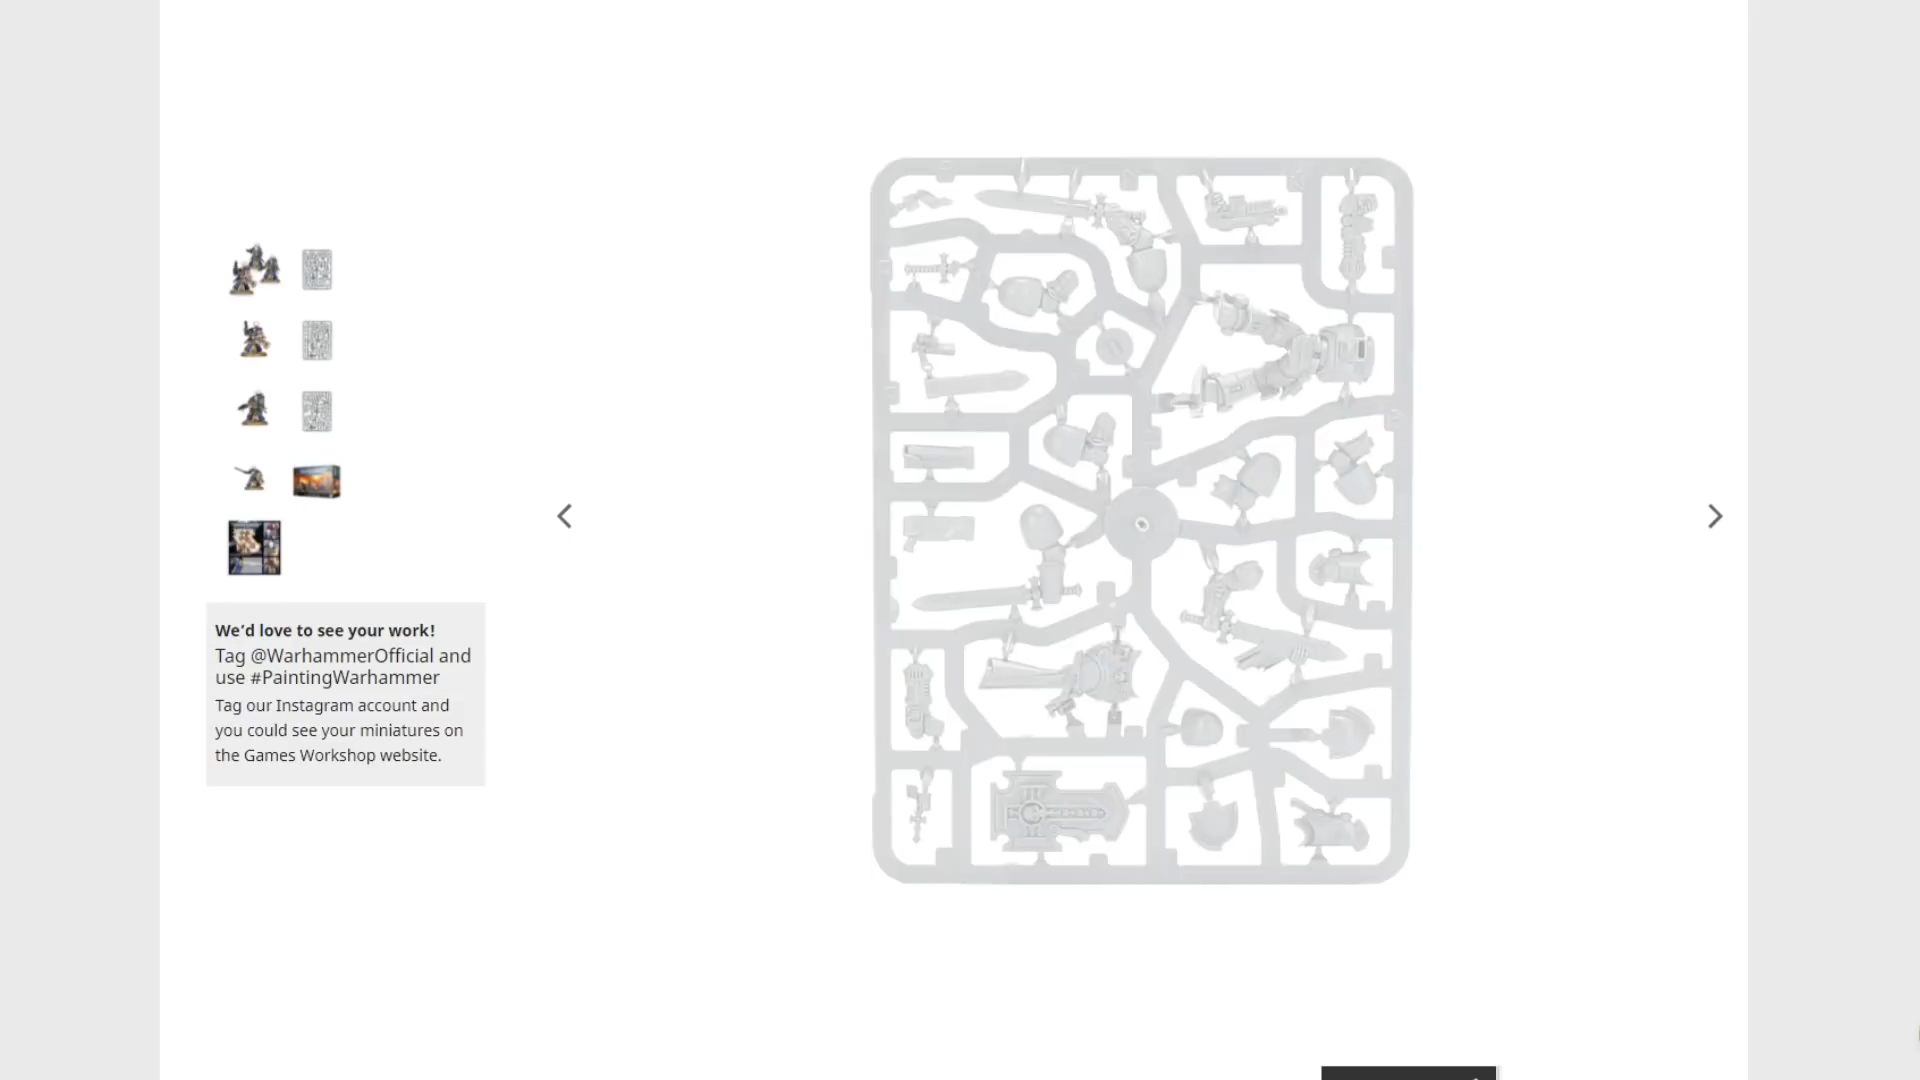 We'd love to see your work!
Tag @WarhammerOfficial and
use #PaintingWarhammer
Tag our Instagram account and
you could see your miniatures on
the Games Workshop website.